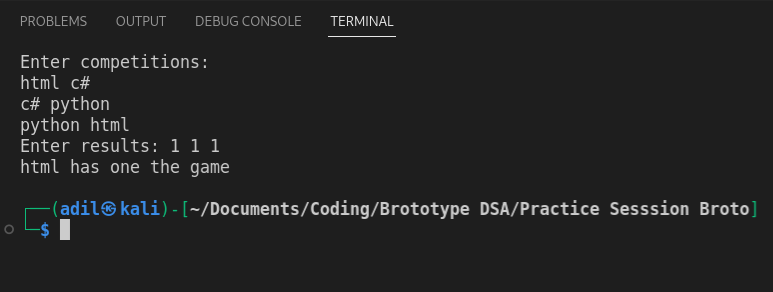 PROBLEMS OUTPUT DEBUG CONSOLE TERMINAL
Enter competitions:
html c#
c# python
python html
Enter results: 1 1 1
html has one the game
┌──(adil㉿kali)-[~/Documents/Coding/Brototype DSA/Practice Sesssion Broto]
└─$